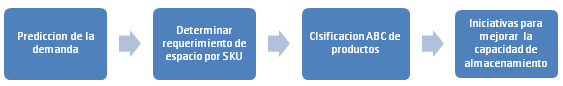 Prediccion de la
demanda
Determinar
requerimiento de
espacio por SKU
Clsificacion ABC de
productos
Iniciativas para
mejorar la
capacidad de
almacenamiento